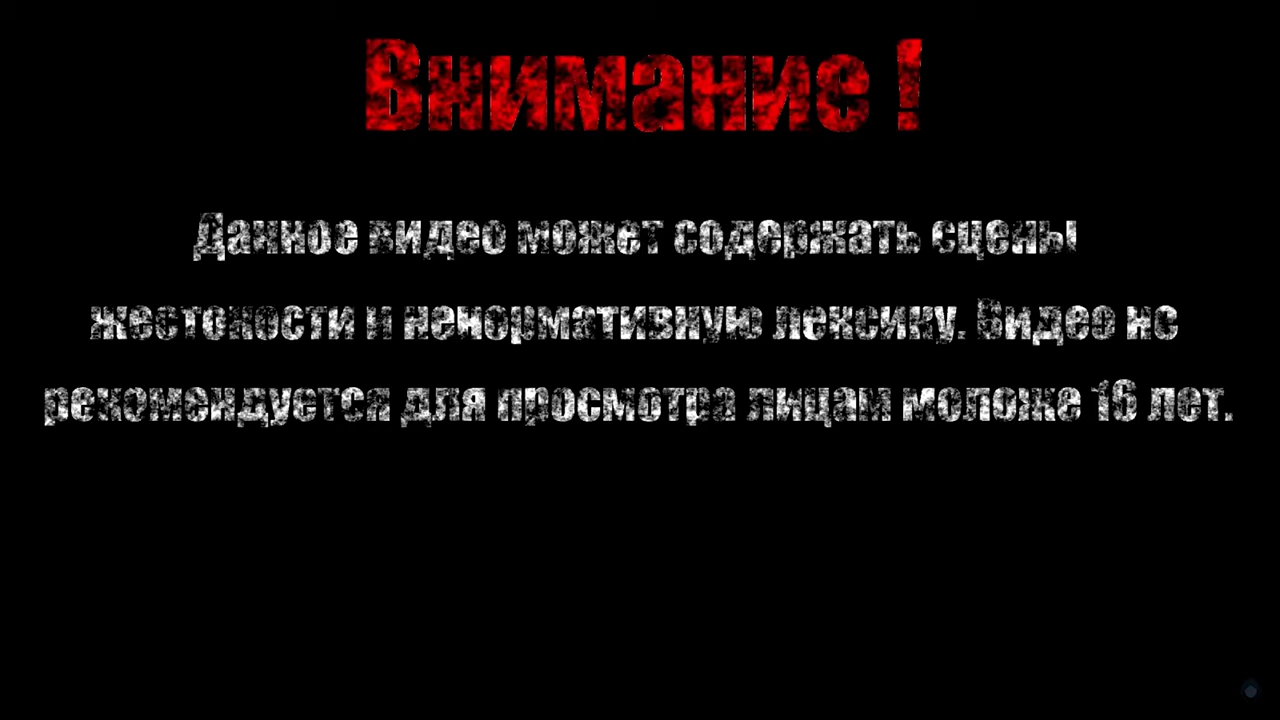 Внимание !
Данное видео может содержать сцены
жестокости и ненормативную лексику. Видео не
рекомендуется для просмотра лицам моложе 16 лет.